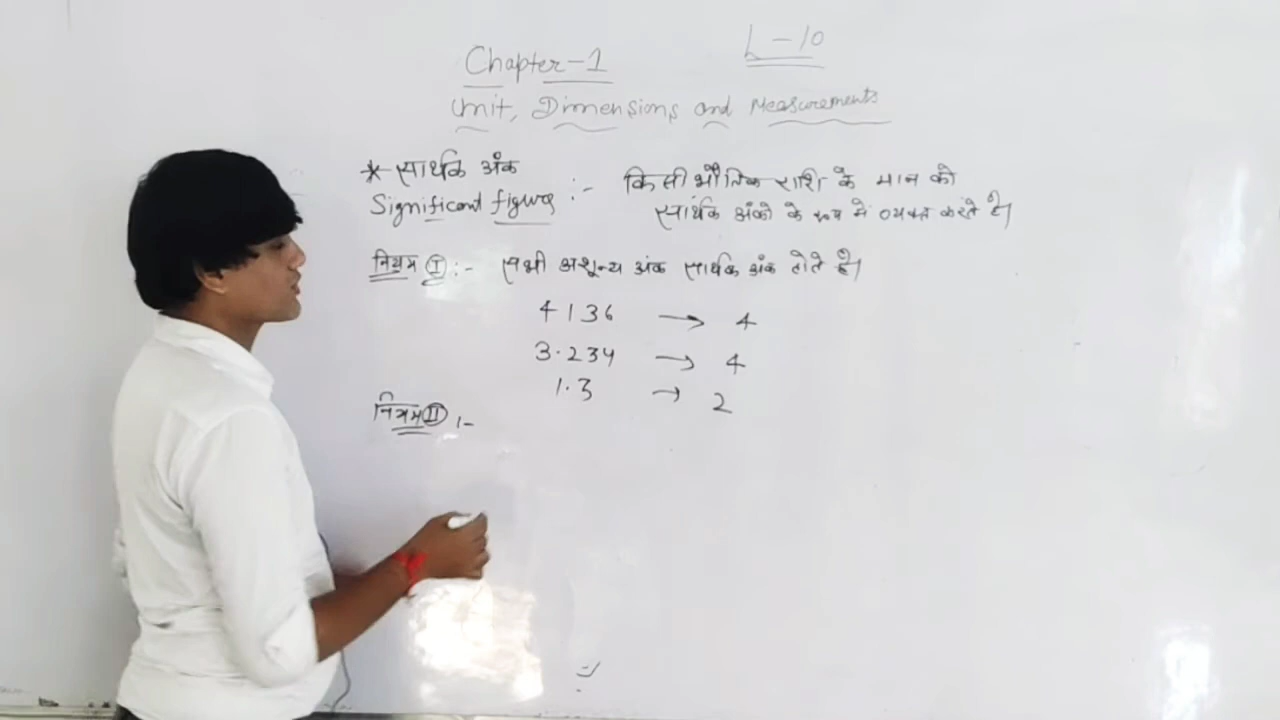 L-10
Chapter-1
Unit, Dimensions and Measurements
* सार्थक अंक
Significant figure :- किसी भौतिक राशि के मान को
सार्थक अंको के रूप में व्यक्त करते है।
नियम I :- सभी अशून्य अंक सार्थक अंक होते है।
4136 → 4
3.234 → 4
1.3 → 2
नियम II :-